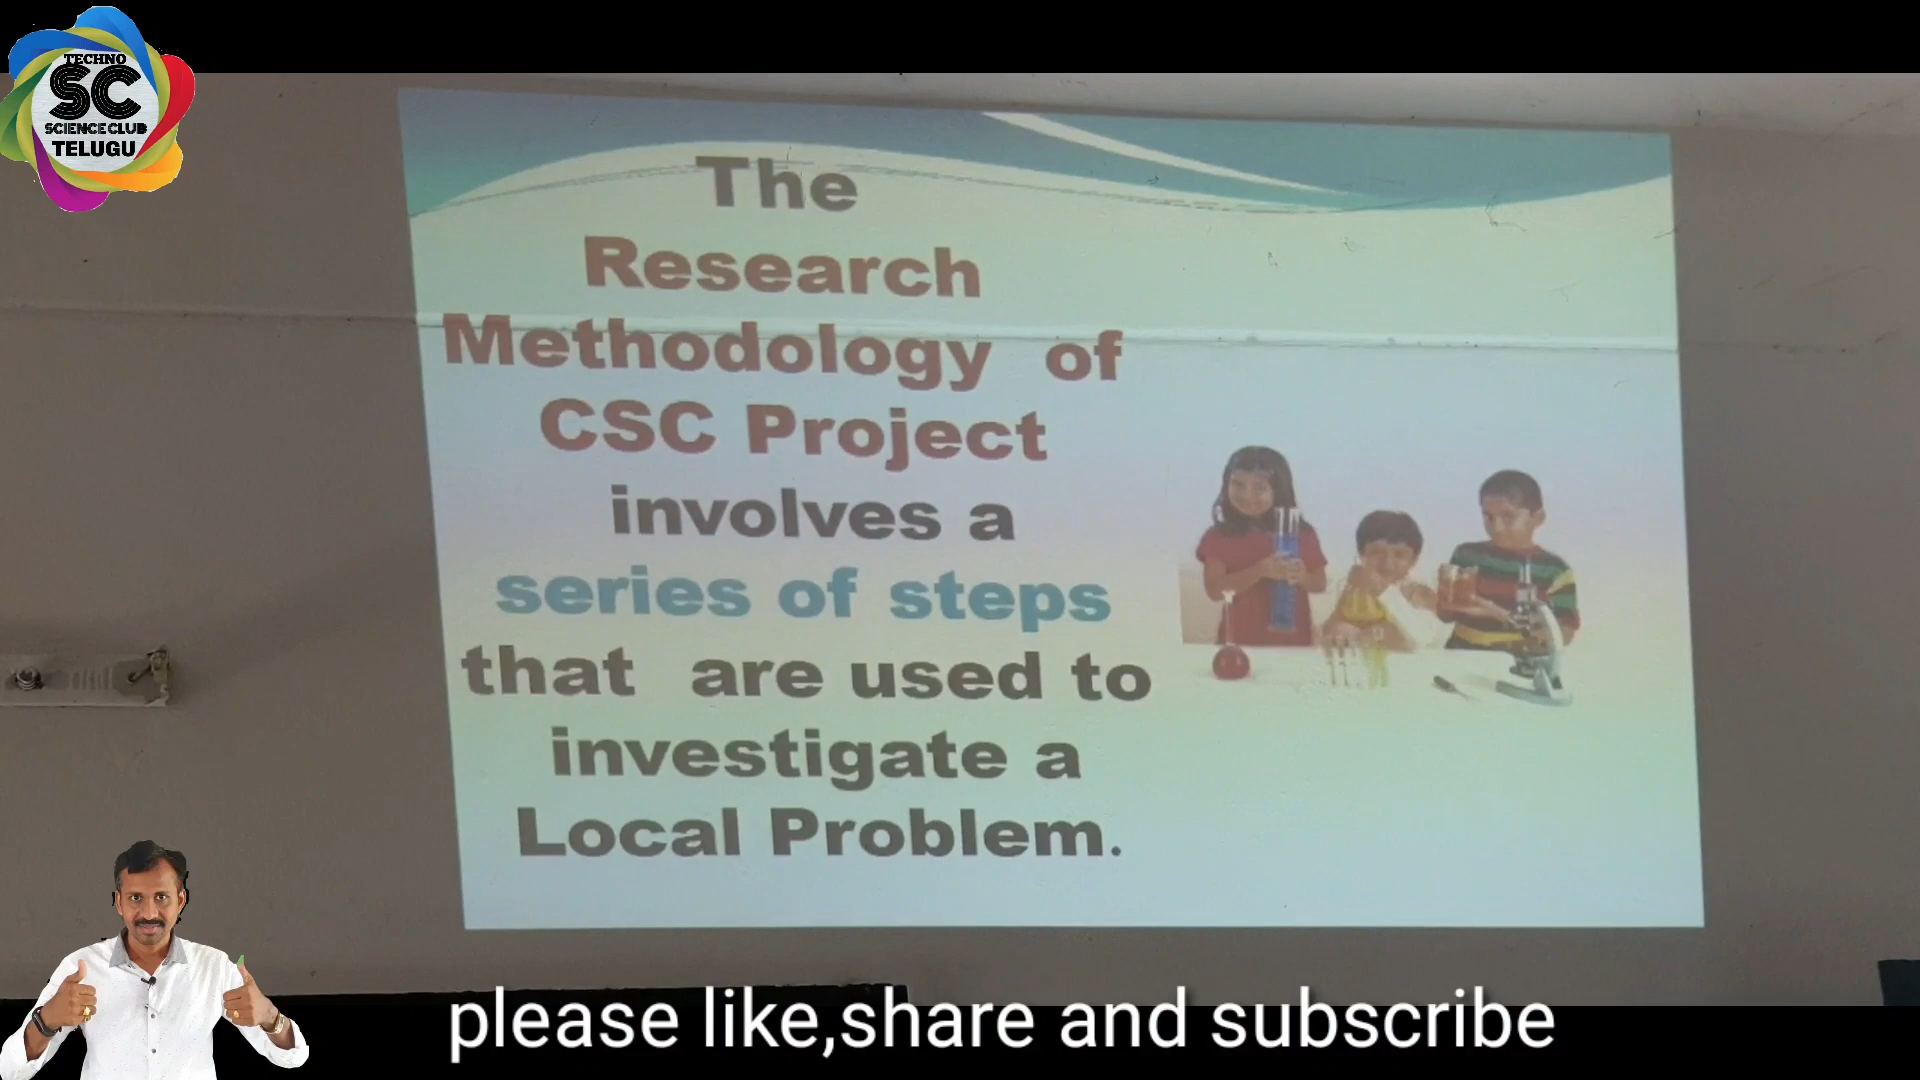 TECHNO
SC
SCIENCE CLUB
TELUGU
The
Research
Methodology of
CSC Project
involves a
series of steps
that are used to
investigate a
Local Problem.
please like,share and subscribe